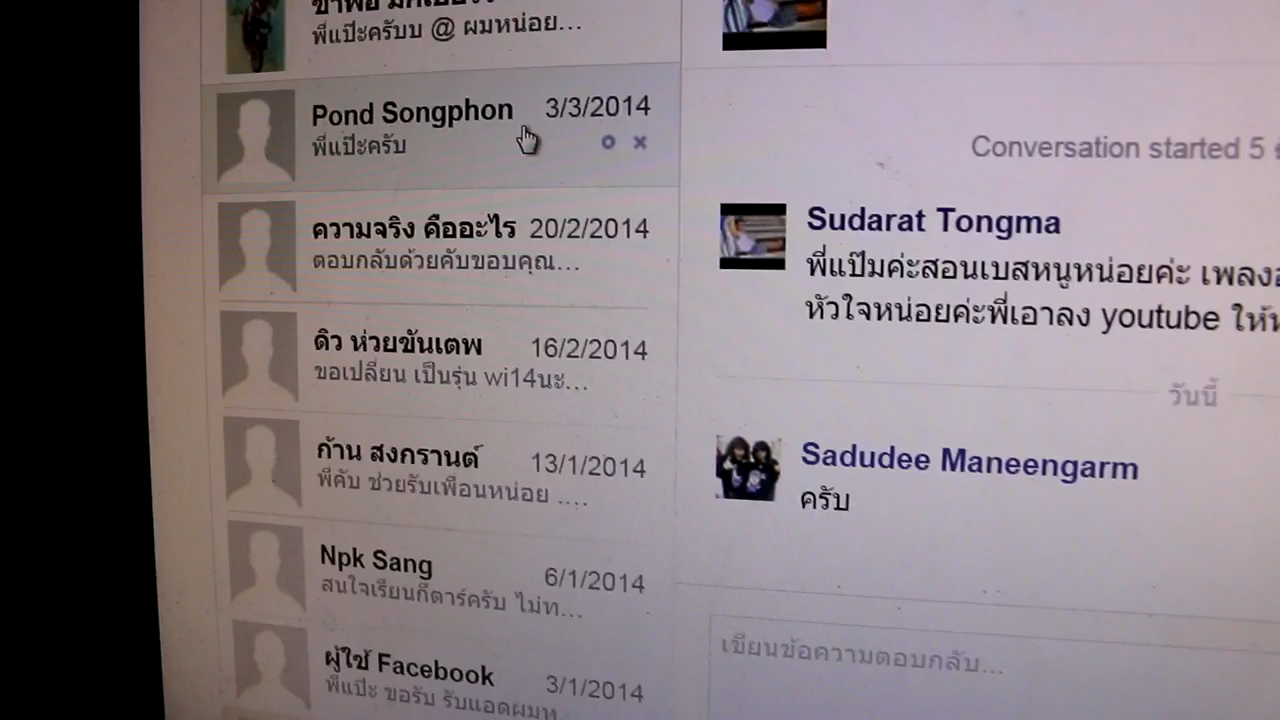 พี่แป๊ะครับบ @ ผมหน่อย...
Pond Songphon 3/3/2014
พี่แป๊ะครับ
ความจริง คืออะไร 20/2/2014
ตอบกลับด้วยคับขอบคุณ...
ดิว ห่วยขันเตพ 16/2/2014
ขอเปลี่ยน เป็นรุ่น wi14นะ...
ก้าน สงกรานต์ 13/1/2014
พี่คับ ช่วยรับเพื่อนหน่อย ....
Npk Sang 6/1/2014
สนใจเรียนกีตาร์ครับ ไม่ท...
ผู้ใช้ Facebook 3/1/2014
พี่แป๊ะ ขอรับ รับแอดผมห
Conversation started 5
Sudarat Tongma
พี่แป๊มค่ะสอนเบสหนูหน่อยค่ะ เพลง
หัวใจหน่อยค่ะพี่เอาลง youtube ให้
วันนี้
Sadudee Maneengarm
ครับ
เขียนข้อความตอบกลับ...